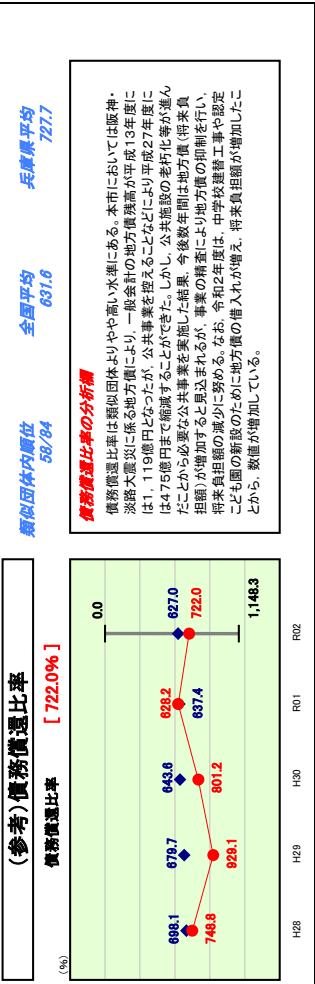 (参考)債務償還比率
債務償還比率
[ 722.0% ]
類似団体内順位
58/84
全国平均
631.6
兵庫県平均
727.7
(%)
0.0
1,148.3
698.1
748.8
679.7
929.1
643.6
801.2
628.2
637.4
627.0
722.0
H28
H29
H30
R01
R02
債務償還比率の分析欄
債務償還比率は類似団体よりやや高い水準にある。本市においては阪神・
淡路大震災に係る地方債により、一般会計の地方債残高が平成13年度に
は1,119億円となったが、公共事業を控えることなどにより平成27年度に
は475億円まで縮減することができた。しかし、公共施設の老朽化等が進ん
だことから必要な公共事業を実施した結果、今後数年間は地方債(将来負
担額)が増加すると見込まれるが、事業の精査により地方債の抑制を行い、
将来負担額の減少に努める。なお、令和2年度は、中学校建替工事や認定
こども園の新設のために地方債の借入れが増え、将来負担額が増加したこ
とから、数値が増加している。